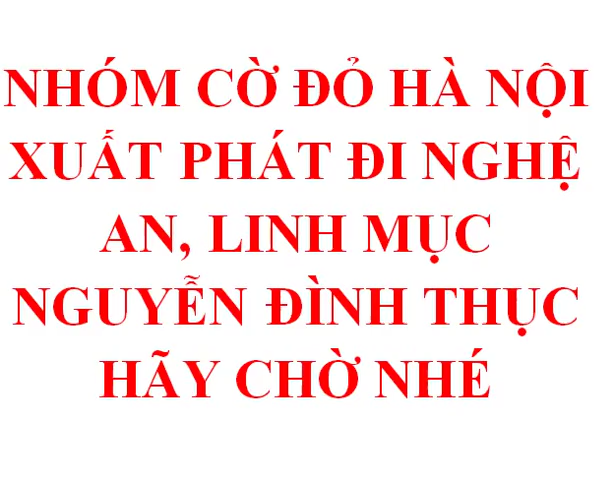 NHÓM CỜ ĐỎ HÀ NỘI
XUẤT PHÁT ĐI NGHỆ
AN, LINH MỤC
NGUYỄN ĐÌNH THỤC
HÃY CHỜ NHÉ